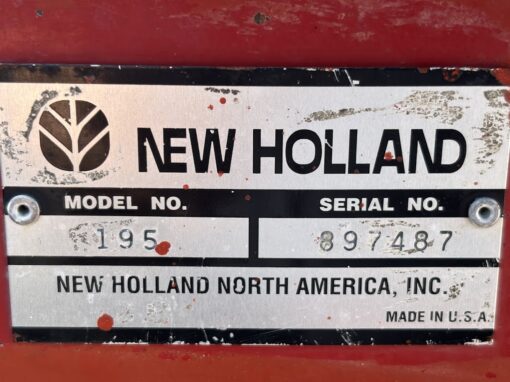 NEW HOLLAND
MODEL NO. SERIAL NO.
195 897487
NEW HOLLAND NORTH AMERICA, INC.
MADE IN U.S.A.